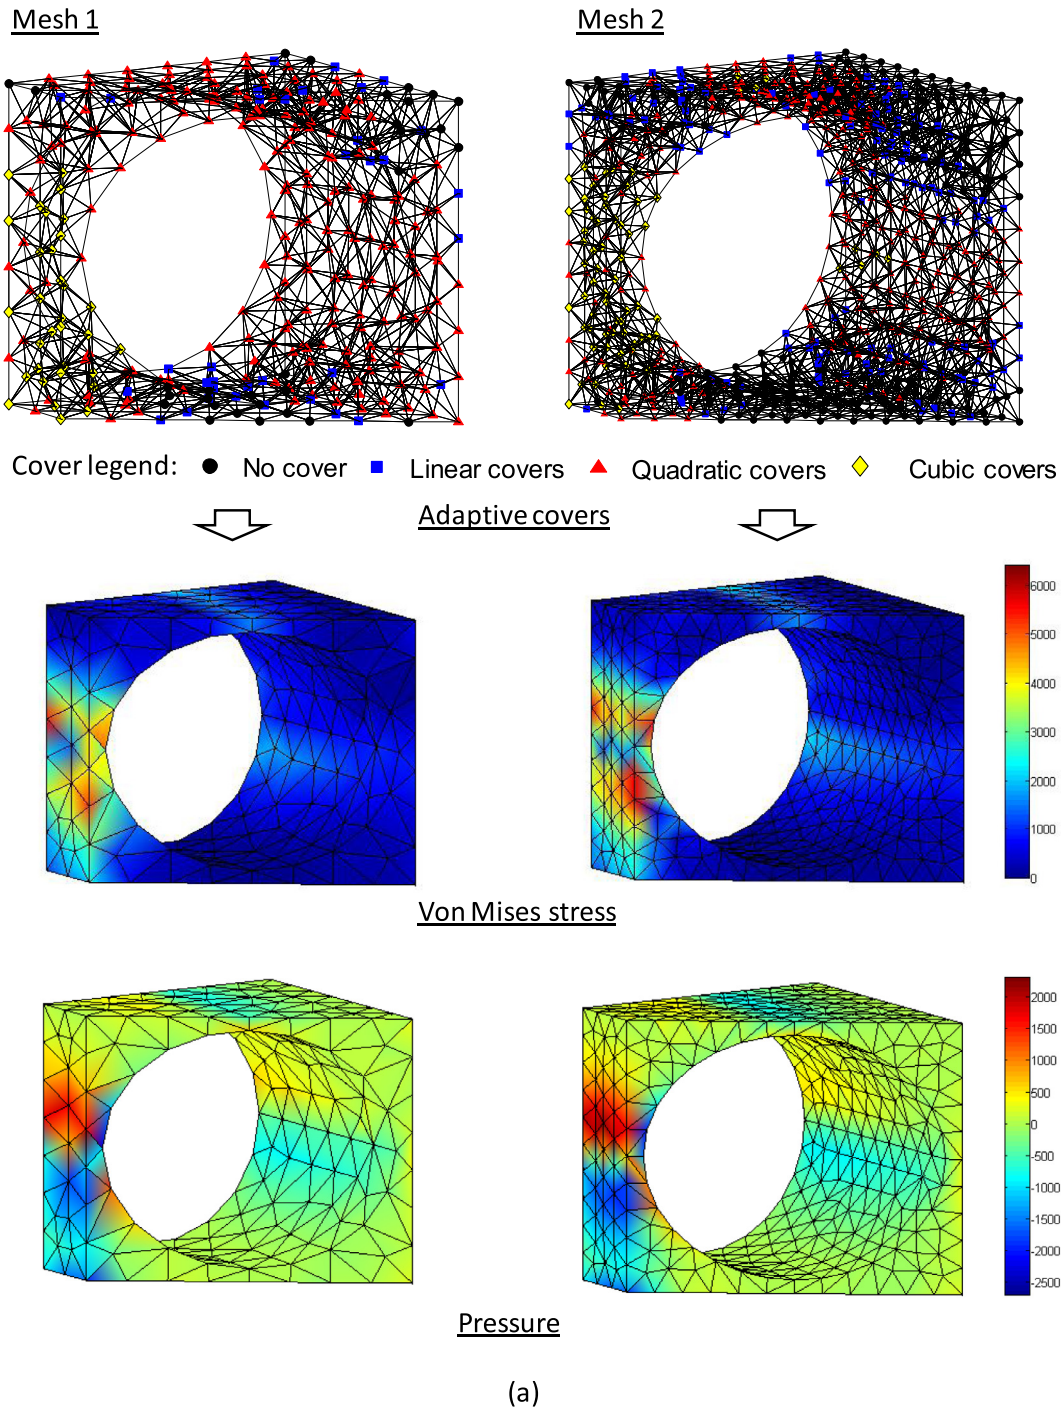 Mesh 1
Mesh 2
Cover legend: No cover Linear covers Quadratic covers Cubic covers
Adaptive covers
6000
5000
4000
3000
2000
1000
0
Von Mises stress
2000
1500
1000
500
0
-500
-1000
-1500
-2000
-2500
Pressure
(a)